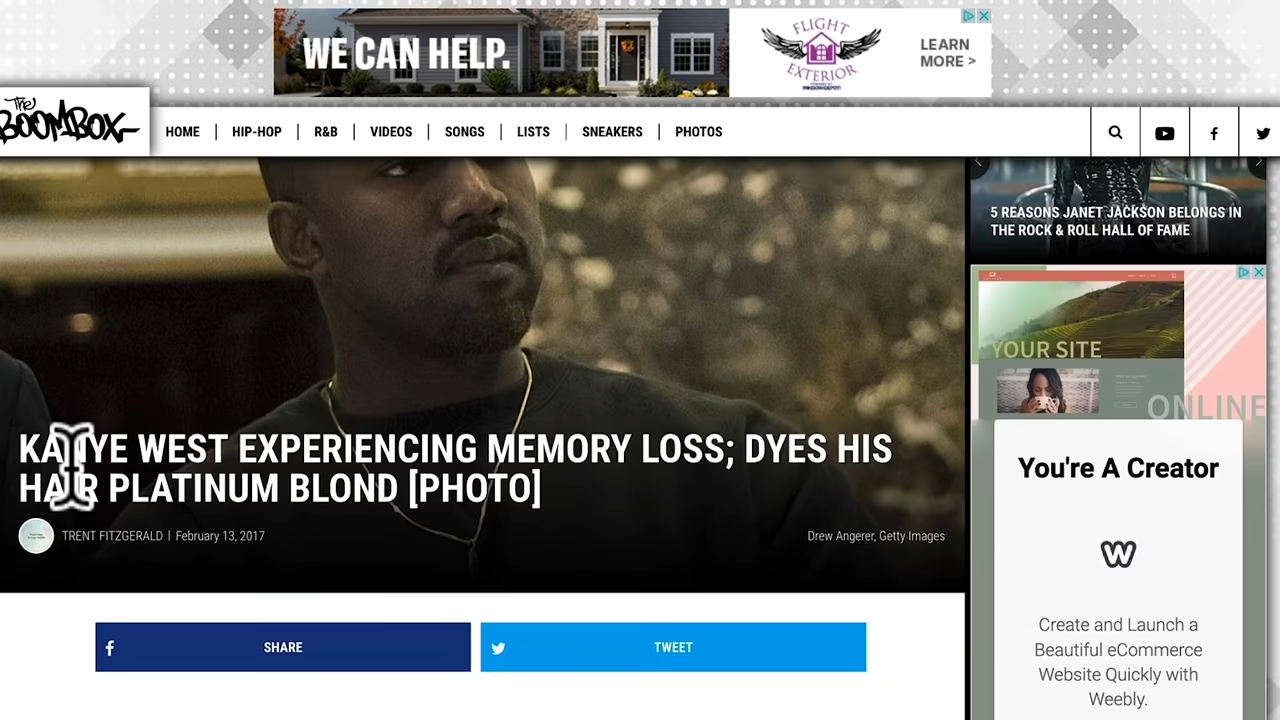 WE CAN HELP.
FLIGHT
EXTERIOR
LEARN
MORE >
The
BOOMBOX
HOME
HIP-HOP
R&B
VIDEOS
SONGS
LISTS
SNEAKERS
PHOTOS
5 REASONS JANET JACKSON BELONGS IN
THE ROCK & ROLL HALL OF FAME
YOUR SITE
ONLINE
KANYE WEST EXPERIENCING MEMORY LOSS; DYES HIS
HAIR PLATINUM BLOND [PHOTO]
TRENT FITZGERALD | February 13, 2017
Drew Angerer, Getty Images
SHARE
TWEET
You're A Creator
W
Create and Launch a
Beautiful eCommerce
Website Quickly with
Weebly.